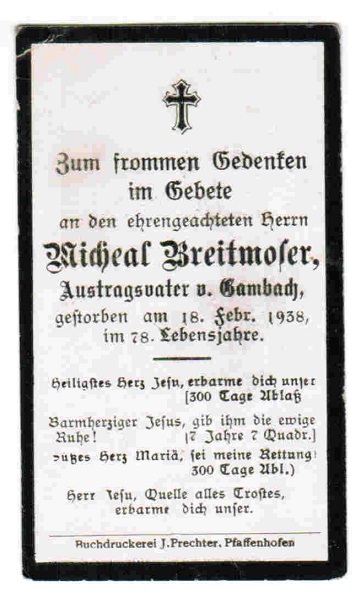 Zum frommen Gedenken
im Gebete
an den ehrengeachteten Herrn
Micheal Breitmoser,
Austragsvater v. Gambach,
gestorben am 18. Febr. 1938,
im 78. Lebensjahre.
Heiligstes Herz Jesu, erbarme dich unser
[300 Tage Ablaß
Barmherziger Jesus, gib ihm die ewige
Ruhe! [7 Jahre 7 Quadr.]
süßes Herz Mariä, sei meine Rettung!
300 Tage Abl.)
Herr Jesu, Quelle alles Trostes,
erbarme dich unser.
Buchdruckerei J. Prechter, Pfaffenhofen